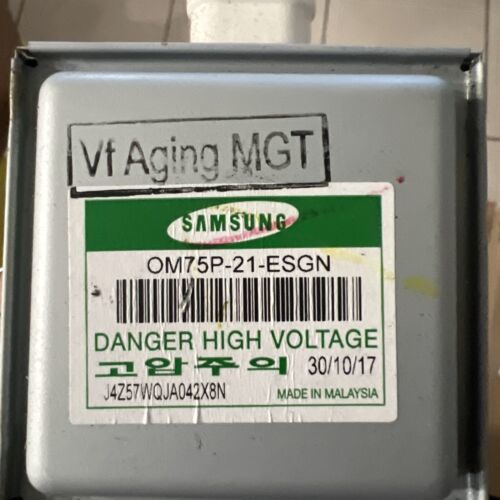 Vf Aging MGT
SAMSUNG
OM75P-21-ESGN
DANGER HIGH VOLTAGE
고압주의 30/10/17
J4Z57WQJA042X8N MADE IN MALAYSIA